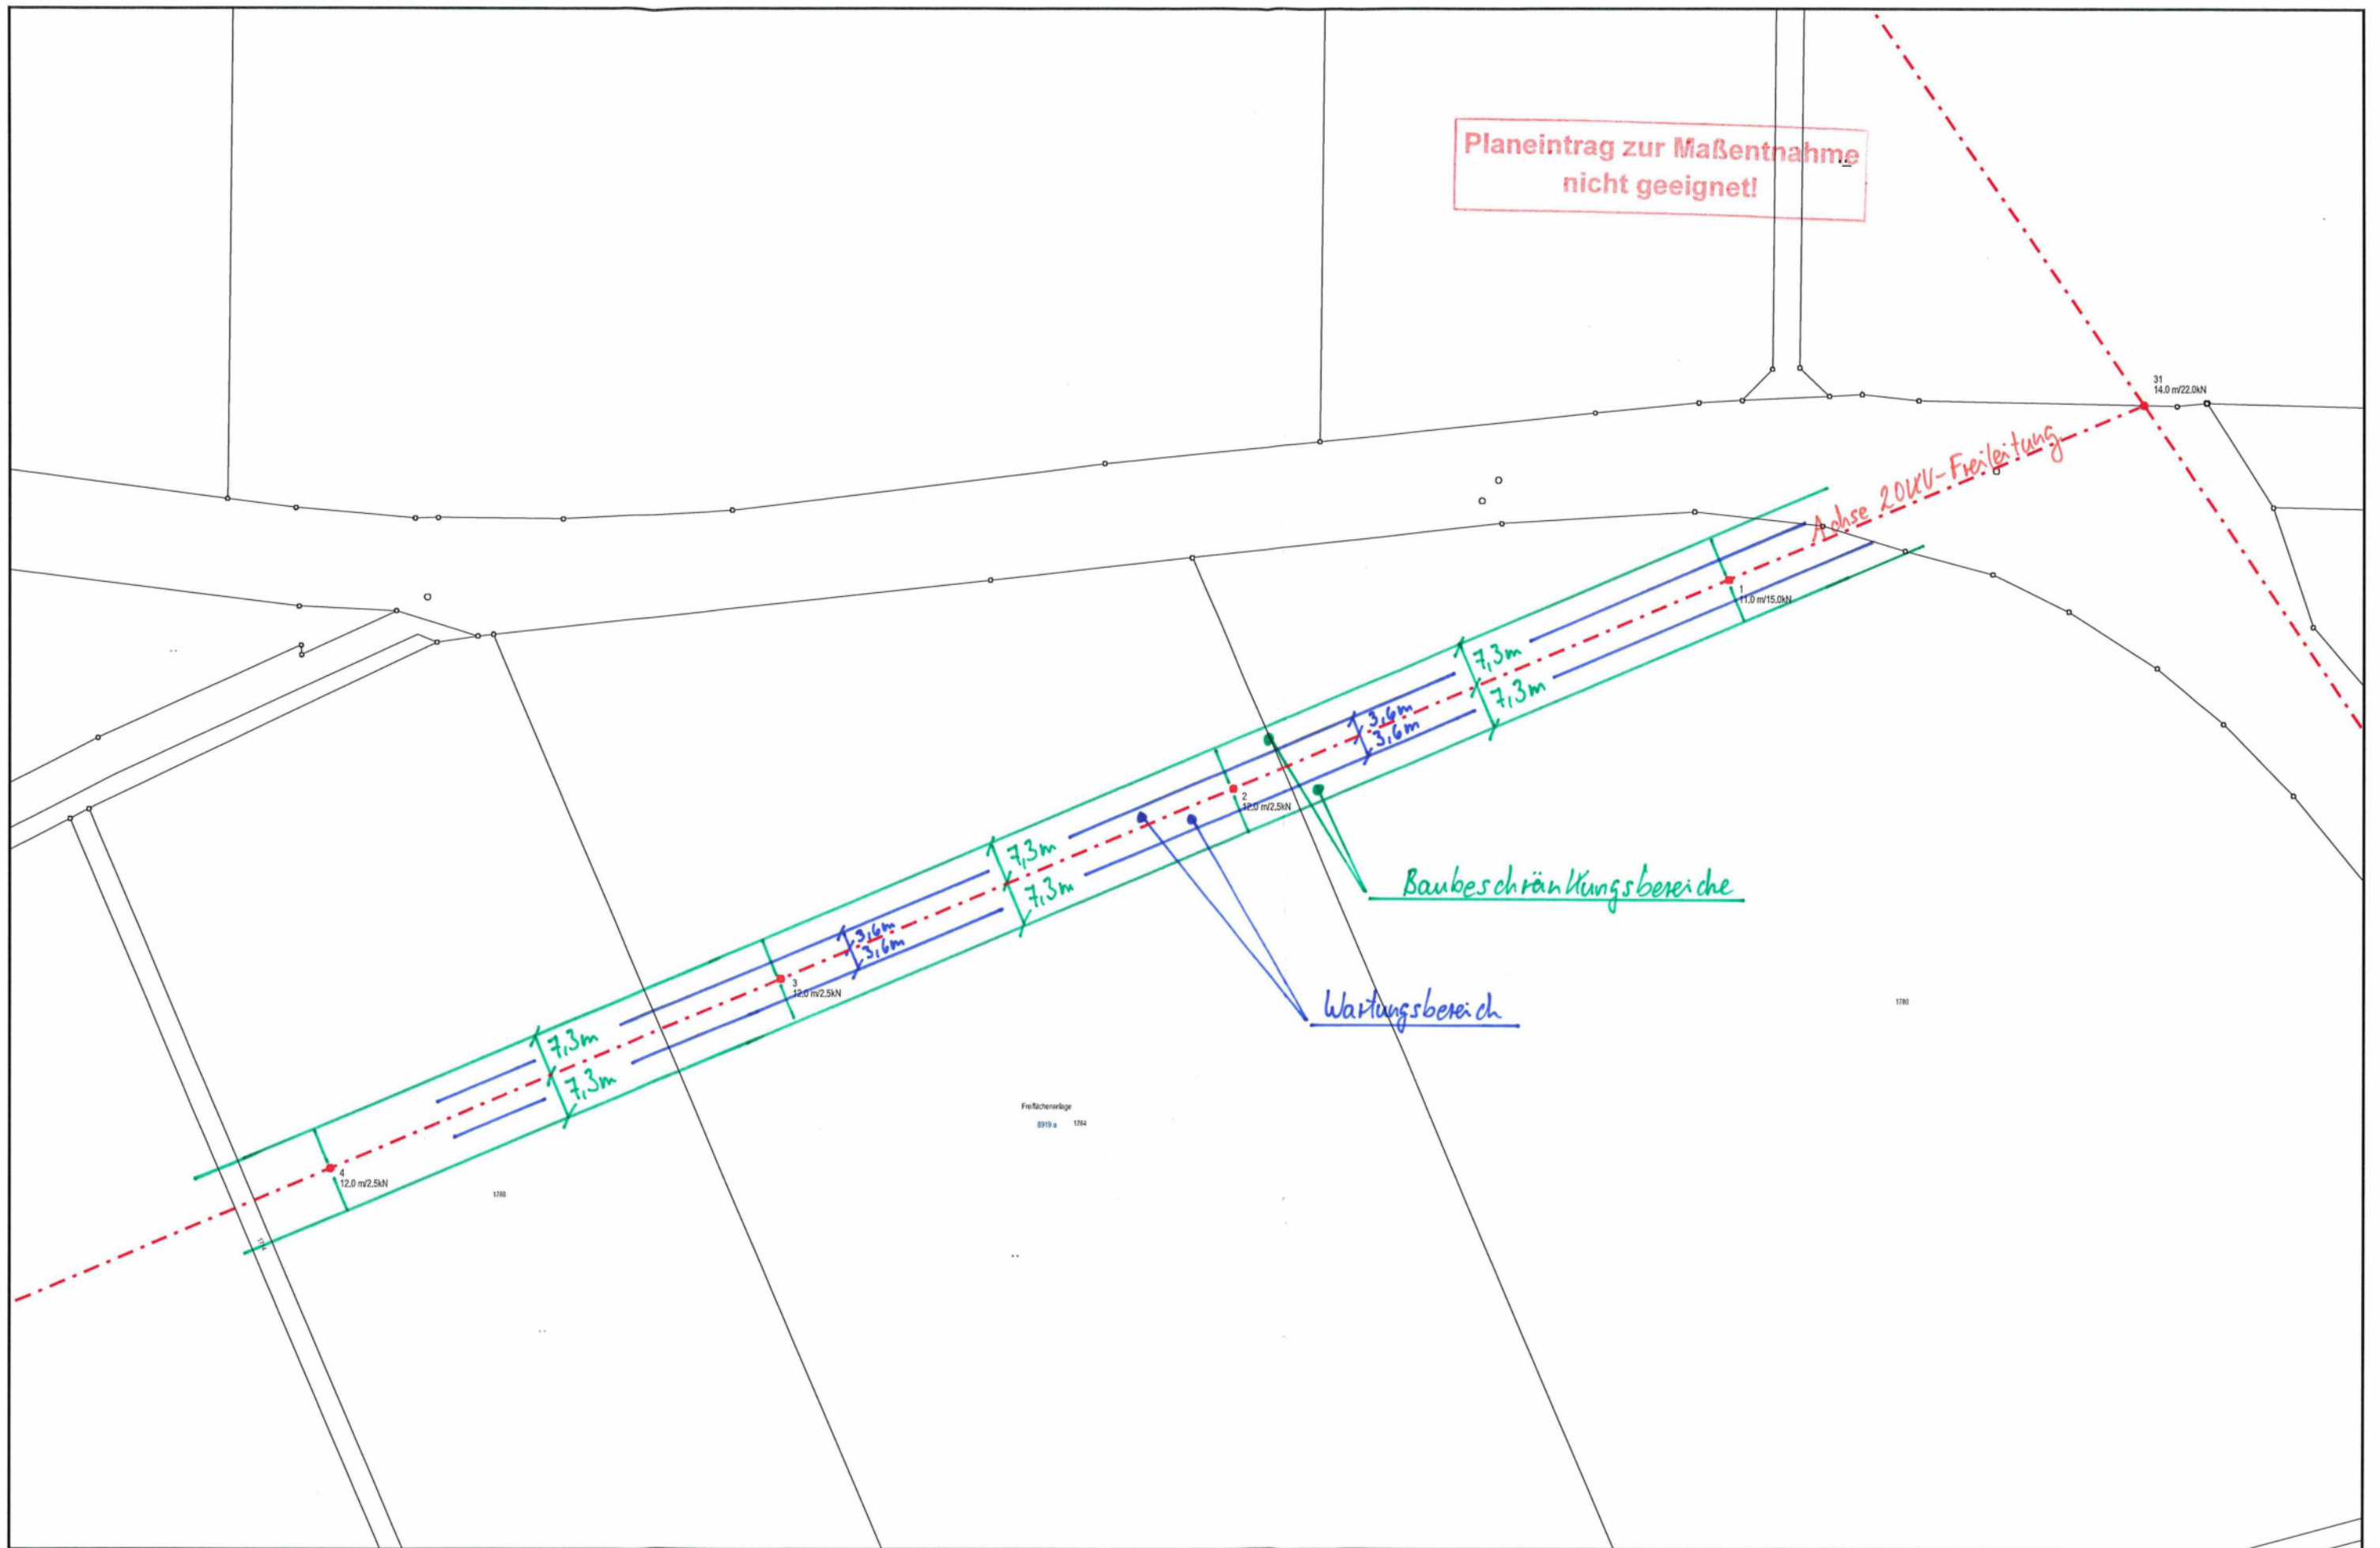 Planeintrag zur Maßentnahme
nicht geeignet!
31
14.0 m/22.0kN
Achse 20KV-Freileitung
1
11.0 m/15.0kN
7,3m
7,3m
3,6m
3,6m
2
12.0 m/2.5kN
7,3m
7,3m
Baubeschränkungsbereiche
3,6m
3,6m
3
12.0 m/2.5kN
Wartungsbereich
1780
7,3m
7,3m
Freiflächenanlage
8919 a 1784
4
12.0 m/2.5kN